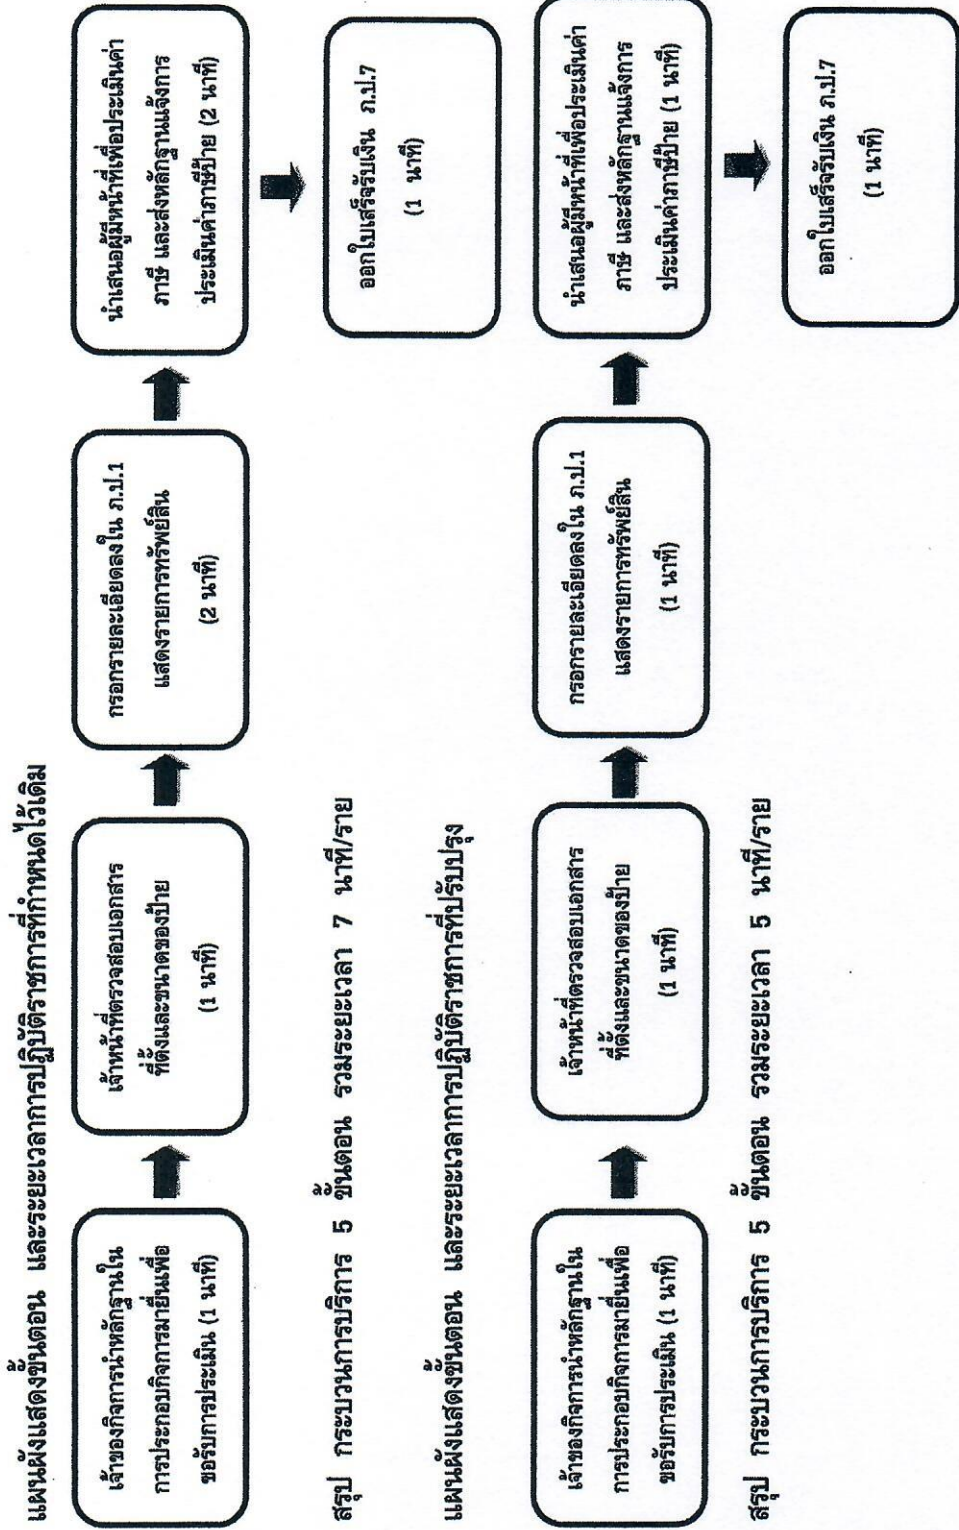 แผนผังแสดงขั้นตอน และระยะเวลาการปฏิบัติราชการที่กำหนดไว้เดิม
เจ้าของกิจการนำหลักฐานใน
การประกอบกิจการมายื่นเพื่อ
ขอรับการประเมิน (1 นาที)
เจ้าหน้าที่ตรวจสอบเอกสาร
ที่ตั้งและขนาดของป้าย
(1 นาที)
กรอกรายละเอียดลงใน ภ.ป.1
แสดงรายการทรัพย์สิน
(2 นาที)
นำเสนอผู้มีหน้าที่เพื่อประเมินค่า
ภาษี และส่งหลักฐานแจ้งการ
ประเมินค่าภาษีป้าย (2 นาที)
ออกใบเสร็จรับเงิน ภ.ป.7
(1 นาที)
สรุป กระบวนการบริการ 5 ขั้นตอน รวมระยะเวลา 7 นาที/ราย
แผนผังแสดงขั้นตอน และระยะเวลาการปฏิบัติราชการที่ปรับปรุง
เจ้าของกิจการนำหลักฐานใน
การประกอบกิจการมายื่นเพื่อ
ขอรับการประเมิน (1 นาที)
เจ้าหน้าที่ตรวจสอบเอกสาร
ที่ตั้งและขนาดของป้าย
(1 นาที)
กรอกรายละเอียดลงใน ภ.ป.1
แสดงรายการทรัพย์สิน
(1 นาที)
นำเสนอผู้มีหน้าที่เพื่อประเมินค่า
ภาษี และส่งหลักฐานแจ้งการ
ประเมินค่าภาษีป้าย (1 นาที)
ออกใบเสร็จรับเงิน ภ.ป.7
(1 นาที)
สรุป กระบวนการบริการ 5 ขั้นตอน รวมระยะเวลา 5 นาที/ราย